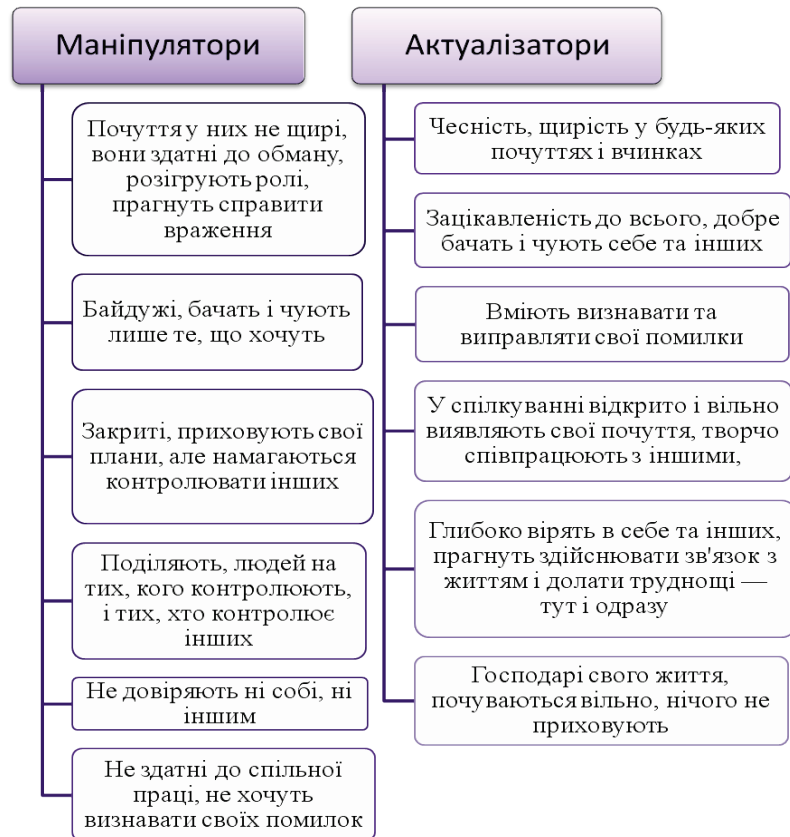 Маніпулятори
Почуття у них не щирі,
вони здатні до обману,
розігрують ролі,
прагнуть справити
враження
Байдужі, бачать і чують
лише те, що хочуть
Закриті, приховують свої
плани, але намагаються
контролювати інших
Поділяють, людей на
тих, кого контролюють,
і тих, хто контролює
інших
Не довіряють ні собі, ні
іншим
Не здатні до спільної
праці, не хочуть
визнавати своїх помилок
Актуалізатори
Чесність, щирість у будь-яких
почуттях і вчинках
Зацікавленість до всього, добре
бачать і чують себе та інших
Вміють визнавати та
виправляти свої помилки
У спілкуванні відкрито і вільно
виявляють свої почуття, творчо
співпрацюють з іншими,
Глибоко вірять в себе та інших,
прагнуть здійснювати зв'язок з
життям і долати труднощі —
тут і одразу
Господарі свого життя,
почуваються вільно, нічого не
приховують